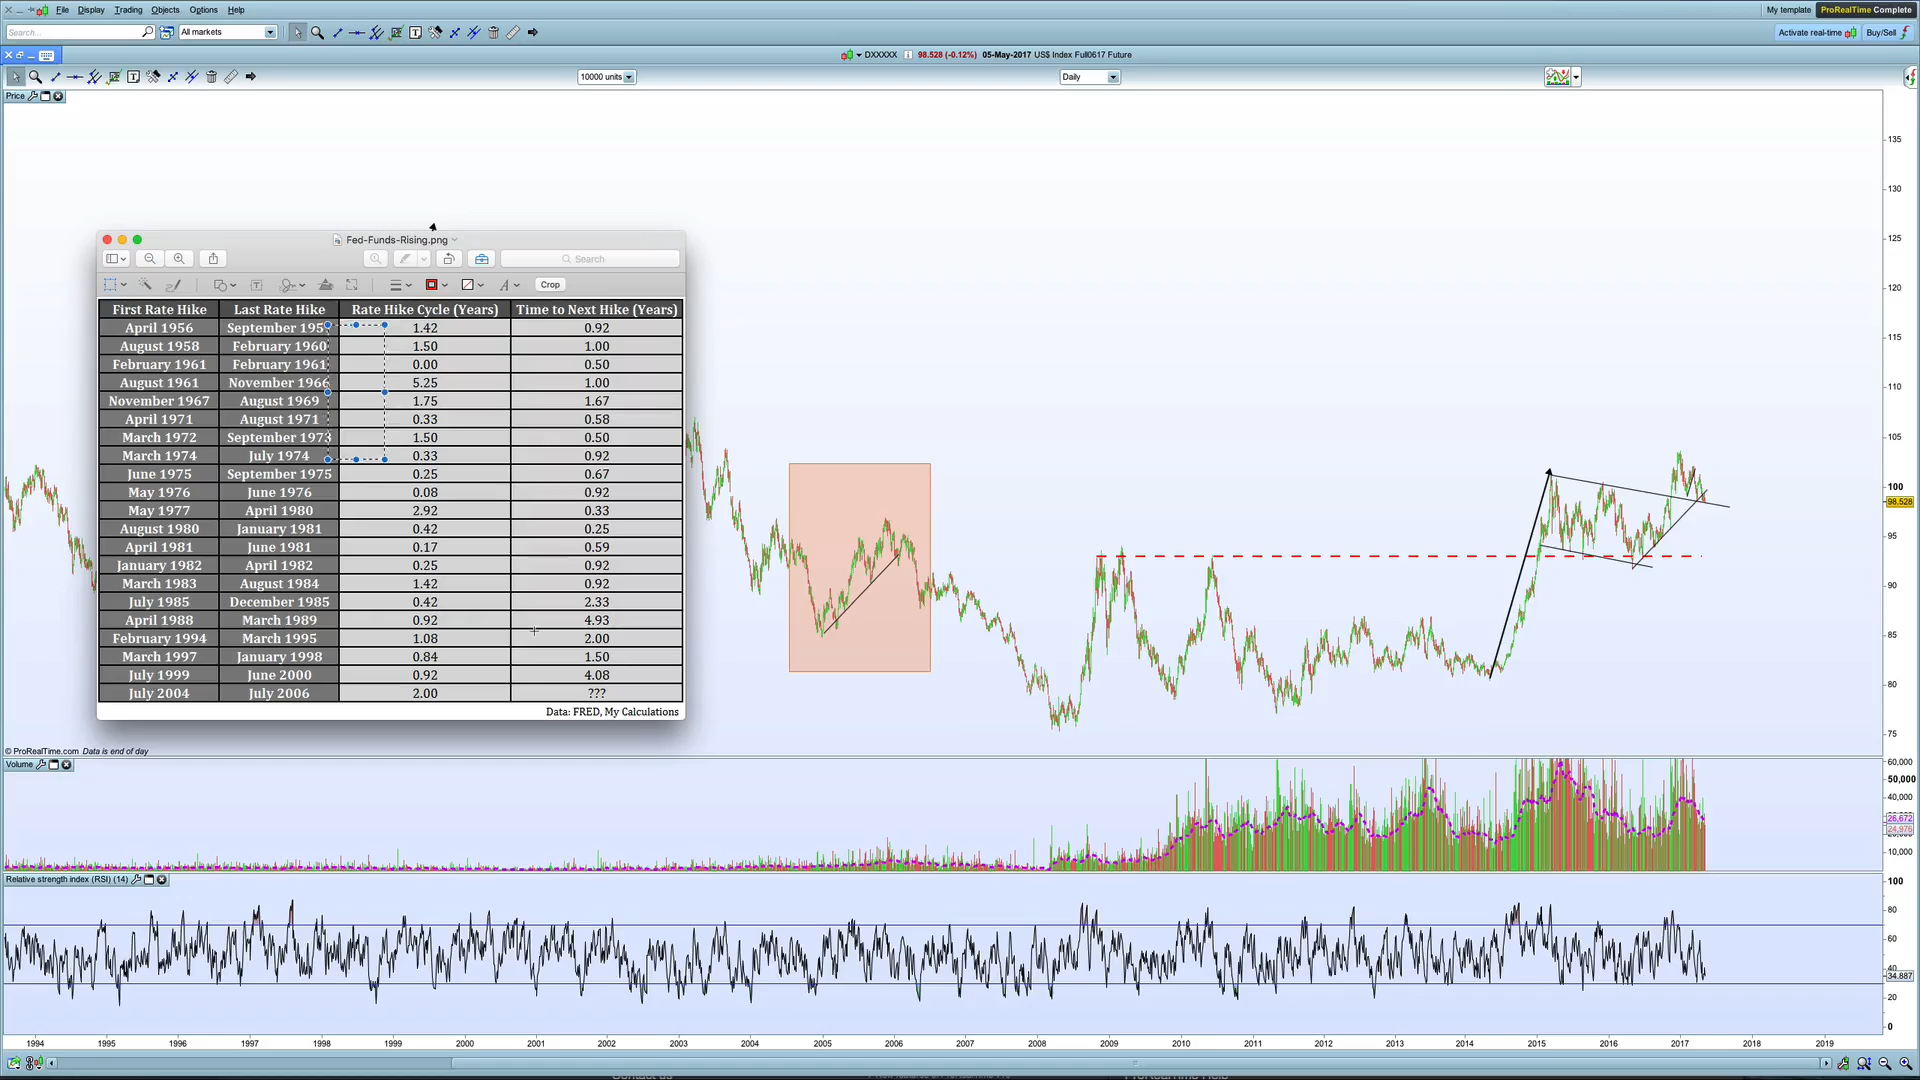 File Display Trading Objects Options Help
My template ProRealTime Complete
Search... All markets
Activate real-time Buy/Sell
DXXXXX 98.528 (-0.12%) 05-May-2017 US$ Index Full0617 Future
10000 units Daily
Price
Fed-Funds-Rising.png
Search
Crop
First Rate Hike Last Rate Hike Rate Hike Cycle (Years) Time to Next Hike (Years)
April 1956 September 195 1.42 0.92
August 1958 February 1960 1.50 1.00
February 1961 February 1961 0.00 0.50
August 1961 November 1966 5.25 1.00
November 1967 August 1969 1.75 1.67
April 1971 August 1971 0.33 0.58
March 1972 September 1973 1.50 0.50
March 1974 July 1974 0.33 0.92
June 1975 September 1975 0.25 0.67
May 1976 June 1976 0.08 0.92
May 1977 April 1980 2.92 0.33
August 1980 January 1981 0.42 0.25
April 1981 June 1981 0.17 0.59
January 1982 April 1982 0.25 0.92
March 1983 August 1984 1.42 0.92
July 1985 December 1985 0.42 2.33
April 1988 March 1989 0.92 4.93
February 1994 March 1995 1.08 2.00
March 1997 January 1998 0.84 1.50
July 1999 June 2000 0.92 4.08
July 2004 July 2006 2.00 ???
Data: FRED, My Calculations
135
130
125
120
115
110
105
100
98.528
95
90
85
80
75
© ProRealTime.com Data is end of day
Volume
60,000
50,000
40,000
26,672
24,976
10,000
Relative strength index (RSI) (14)
100
80
60
40
34.887
20
0
1994 1995 1996 1997 1998 1999 2000 2001 2002 2003 2004 2005 2006 2007 2008 2009 2010 2011 2012 2013 2014 2015 2016 2017 2018 2019